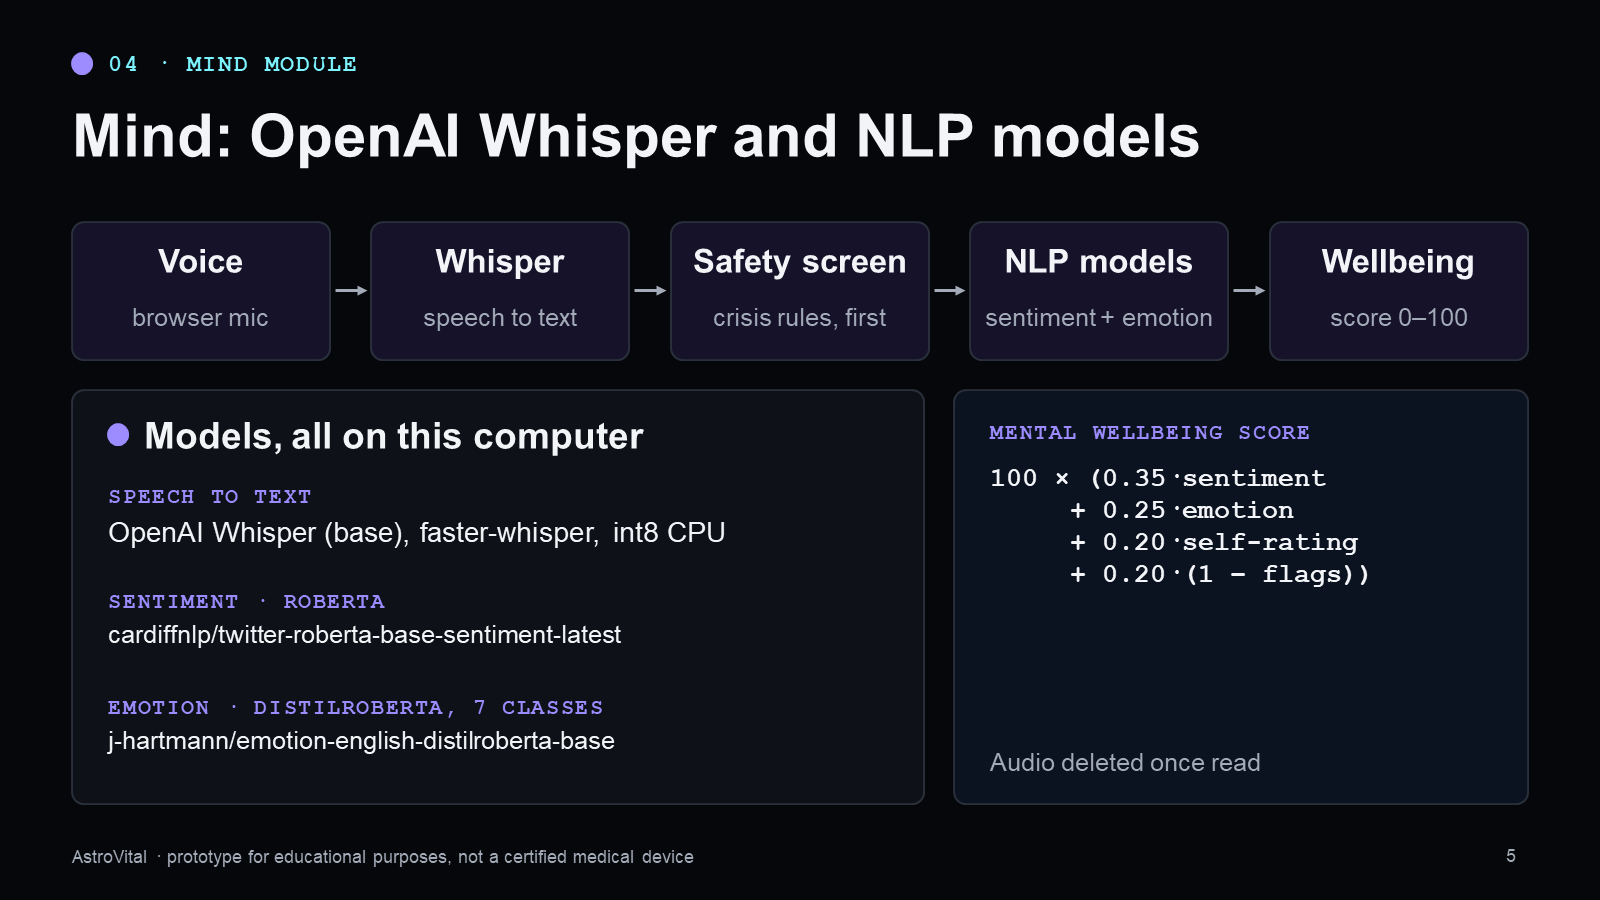 04 · MIND MODULE
Mind: OpenAI Whisper and NLP models
Voice
browser mic
Whisper
speech to text
Safety screen
crisis rules, first
NLP models
sentiment + emotion
Wellbeing
score 0–100
Models, all on this computer
SPEECH TO TEXT
OpenAI Whisper (base), faster-whisper, int8 CPU
SENTIMENT · ROBERTA
cardiffnlp/twitter-roberta-base-sentiment-latest
EMOTION · DISTILROBERTA, 7 CLASSES
j-hartmann/emotion-english-distilroberta-base
MENTAL WELLBEING SCORE
100 × (0.35·sentiment
+ 0.25·emotion
+ 0.20·self-rating
+ 0.20·(1 − flags))
Audio deleted once read
AstroVital · prototype for educational purposes, not a certified medical device
5